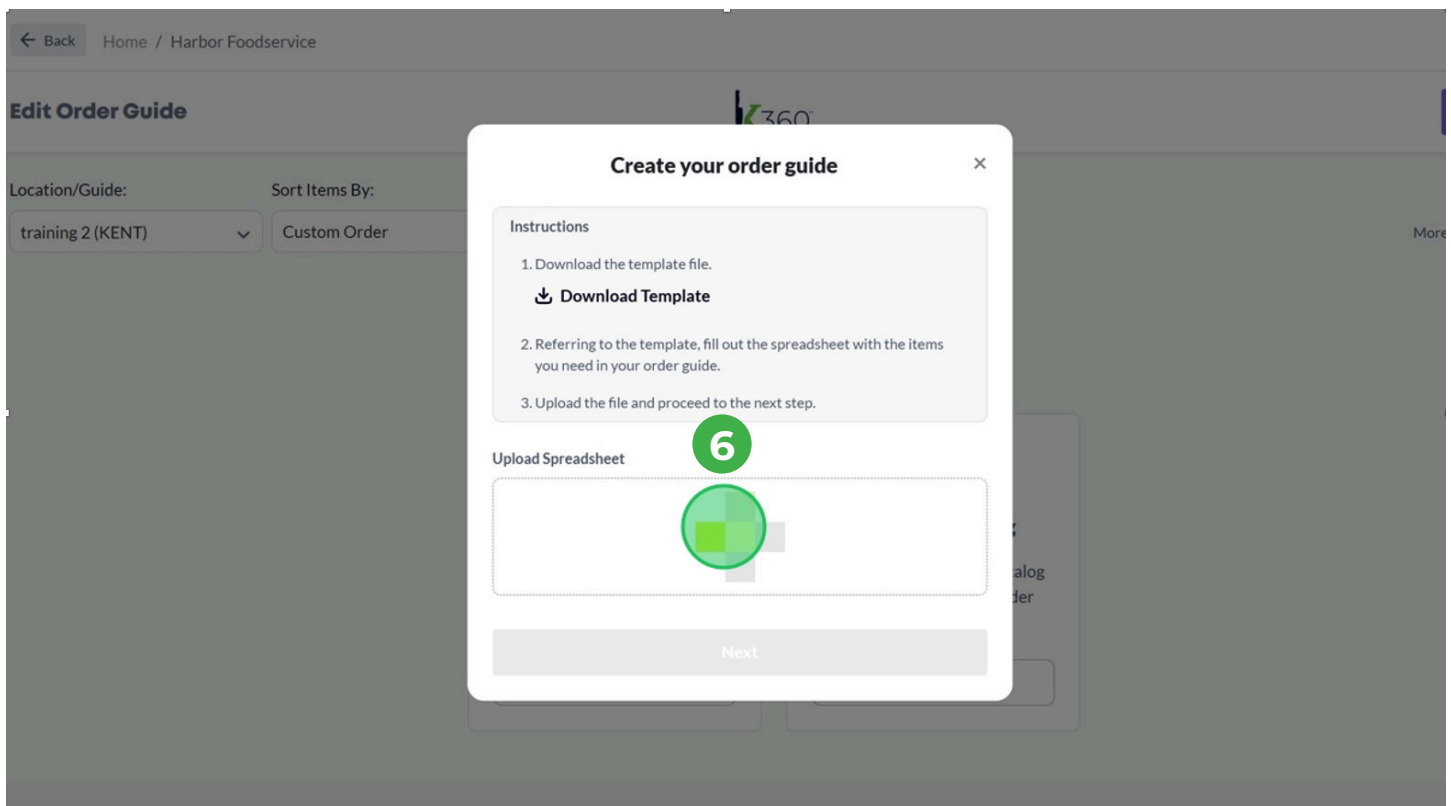 Back
Home / Harbor Foodservice
Edit Order Guide
K360
Create your order guide
Location/Guide:
Sort Items By:
training 2 (KENT)
Custom Order
More
Instructions
1. Download the template file.
Download Template
2. Referring to the template, fill out the spreadsheet with the items
you need in your order guide.
3. Upload the file and proceed to the next step.
6
Upload Spreadsheet
alog
der
Next